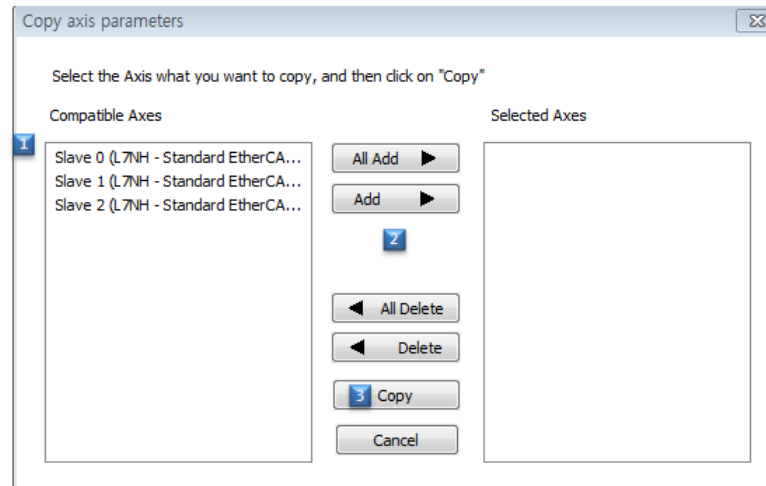 Copy axis parameters
Select the Axis what you want to copy, and then click on "Copy"
Compatible Axes
Selected Axes
1
Slave 0 (L7NH - Standard EtherCA...
Slave 1 (L7NH - Standard EtherCA...
Slave 2 (L7NH - Standard EtherCA...
All Add
Add
2
All Delete
Delete
3 Copy
Cancel